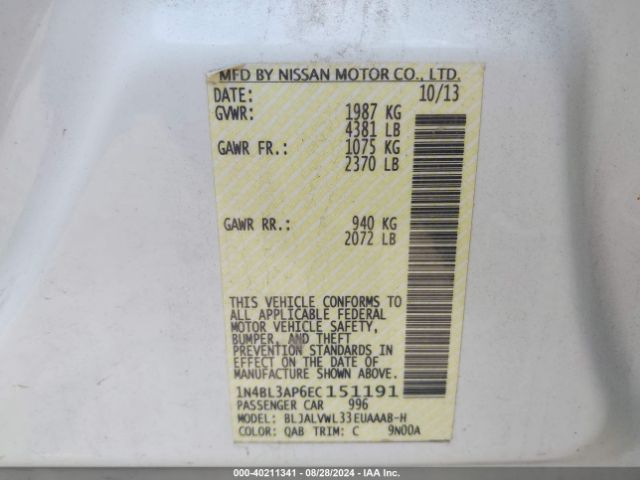 MFD BY NISSAN MOTOR CO., LTD.
DATE: 10/13
GVWR: 1987 KG
4381 LB
GAWR FR.: 1075 KG
2370 LB
GAWR RR.: 940 KG
2072 LB
THIS VEHICLE CONFORMS TO
ALL APPLICABLE FEDERAL
MOTOR VEHICLE SAFETY,
BUMPER, AND THEFT
PREVENTION STANDARDS IN
EFFECT ON THE DATE OF
MANUFACTURE SHOWN ABOVE.
1N4BL3AP6EC151191
PASSENGER CAR 996
MODEL: BLJALVWL33EUAAAB-H
COLOR: QAB TRIM: C 9N00A
000-40211341 | 08/28/2024 - IAA Inc.